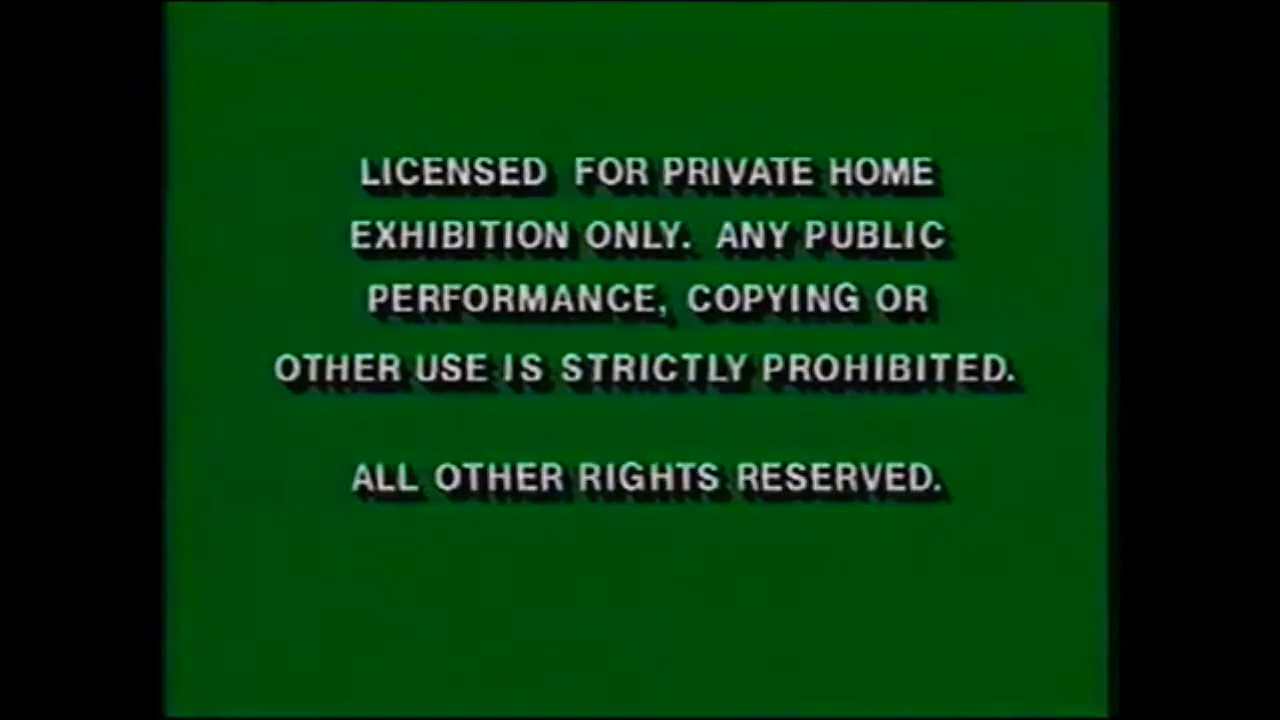 LICENSED FOR PRIVATE HOME
EXHIBITION ONLY. ANY PUBLIC
PERFORMANCE, COPYING OR
OTHER USE IS STRICTLY PROHIBITED.
ALL OTHER RIGHTS RESERVED.